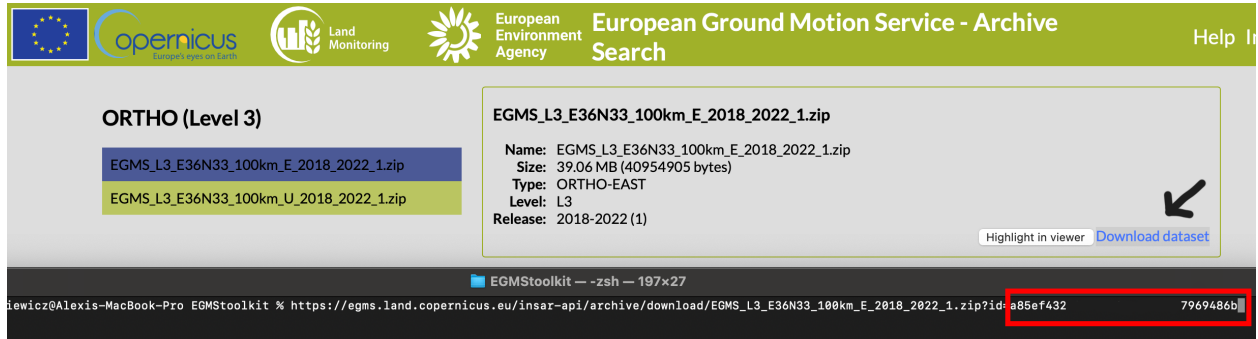 opernicus
Europe's eyes on Earth
Land
Monitoring
European
Environment
Agency
European Ground Motion Service - Archive
Search
Help
ORTHO (Level 3)
EGMS_L3_E36N33_100km_E_2018_2022_1.zip
EGMS_L3_E36N33_100km_U_2018_2022_1.zip
EGMS_L3_E36N33_100km_E_2018_2022_1.zip
Name: EGMS_L3_E36N33_100km_E_2018_2022_1.zip
Size: 39.06 MB (40954905 bytes)
Type: ORTHO-EAST
Level: L3
Release: 2018-2022 (1)
Highlight in viewer Download dataset
EGMStoolkit — -zsh — 197×27
iewicz@Alexis-MacBook-Pro EGMStoolkit % https://egms.land.copernicus.eu/insar-api/archive/download/EGMS_L3_E36N33_100km_E_2018_2022_1.zip?id=a85ef432 7969486b